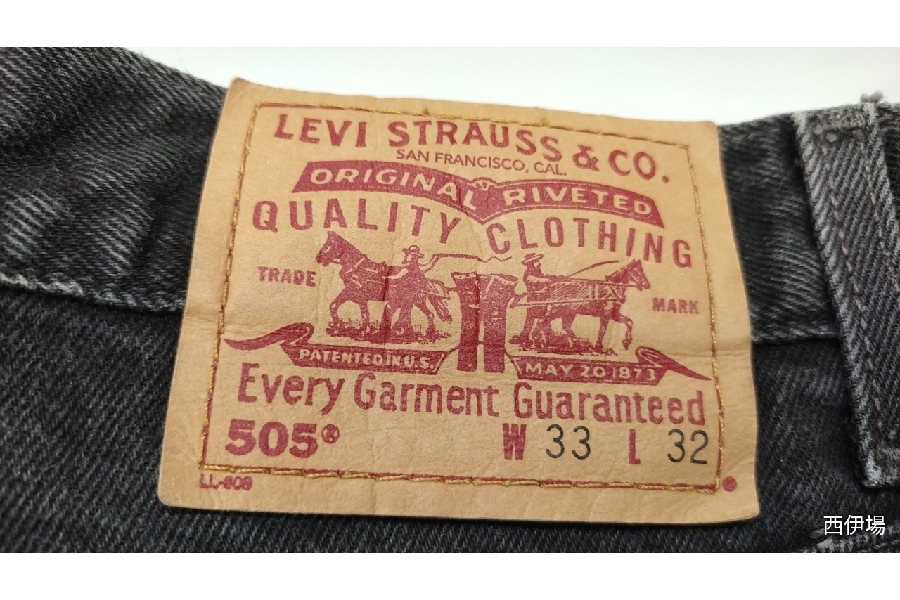 LEVI STRAUSS & CO.
SAN FRANCISCO, CAL.
ORIGINAL RIVETED
QUALITY CLOTHING
TRADE MARK
PATENTED IN U.S. MAY 20 1873
Every Garment Guaranteed
505® W 33 L 32
西伊場